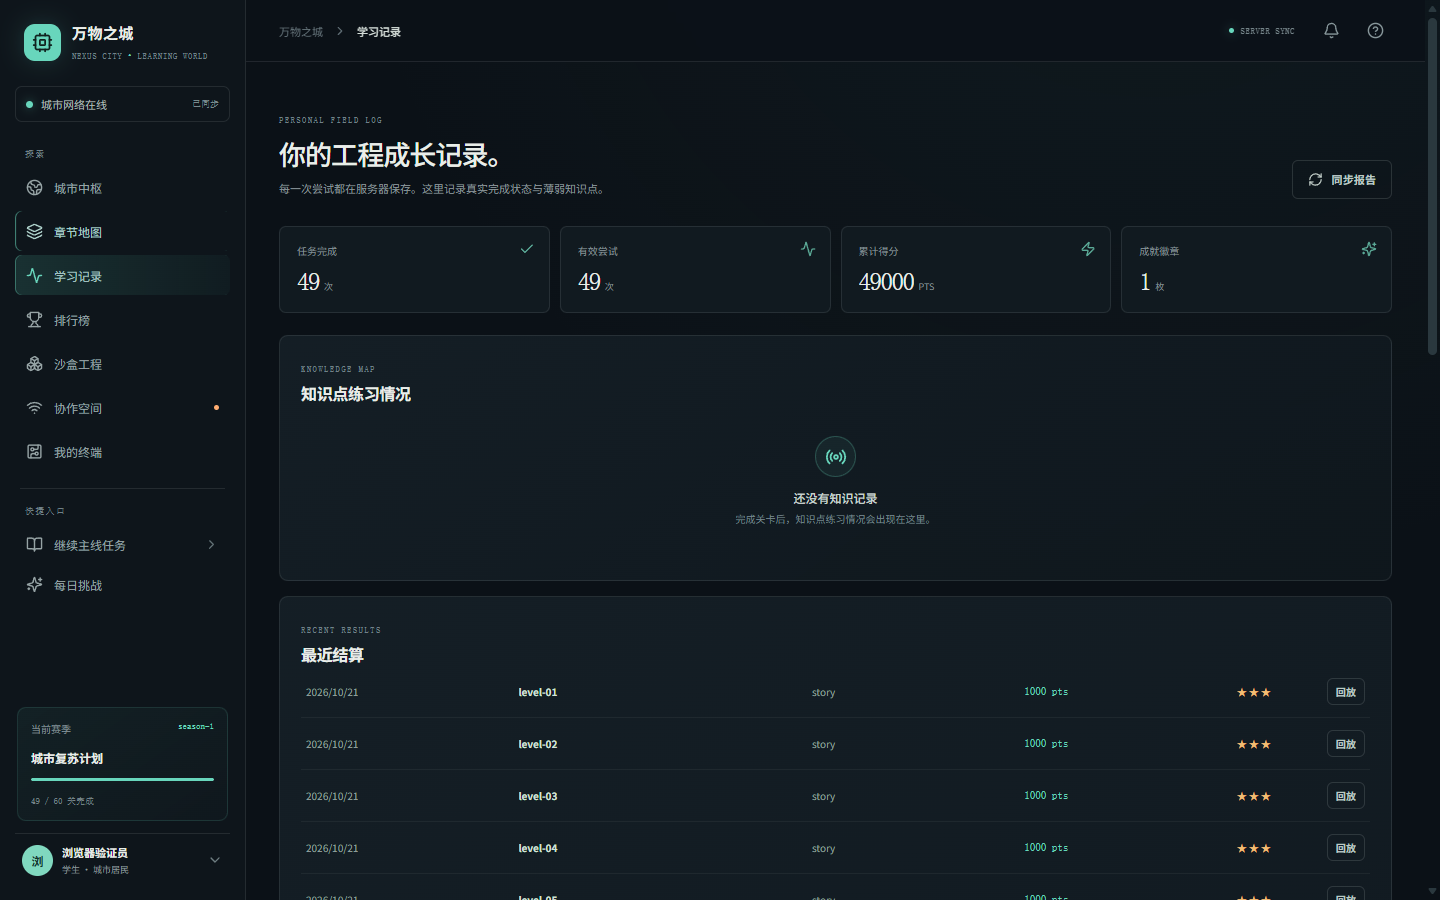 万物之城
NEXUS CITY • LEARNING WORLD
城市网络在线 已同步
探索
城市中枢
章节地图
学习记录
排行榜
沙盒工程
协作空间
我的终端
快捷入口
继续主线任务
每日挑战
当前赛季 season-1
城市复苏计划
49 / 60 关完成
浏 浏览器验证员
学生 · 城市居民
万物之城 > 学习记录
SERVER SYNC
PERSONAL FIELD LOG
你的工程成长记录。
每一次尝试都在服务器保存。这里记录真实完成状态与薄弱知识点。
同步报告
任务完成
49 次
有效尝试
49 次
累计得分
49000 PTS
成就徽章
1 枚
KNOWLEDGE MAP
知识点练习情况
还没有知识记录
完成关卡后，知识点练习情况会出现在这里。
RECENT RESULTS
最近结算
2026/10/21 level-01 story 1000 pts ★★★ 回放
2026/10/21 level-02 story 1000 pts ★★★ 回放
2026/10/21 level-03 story 1000 pts ★★★ 回放
2026/10/21 level-04 story 1000 pts ★★★ 回放
2026/10/21 level-05 story 1000 pts ★★★ 回放